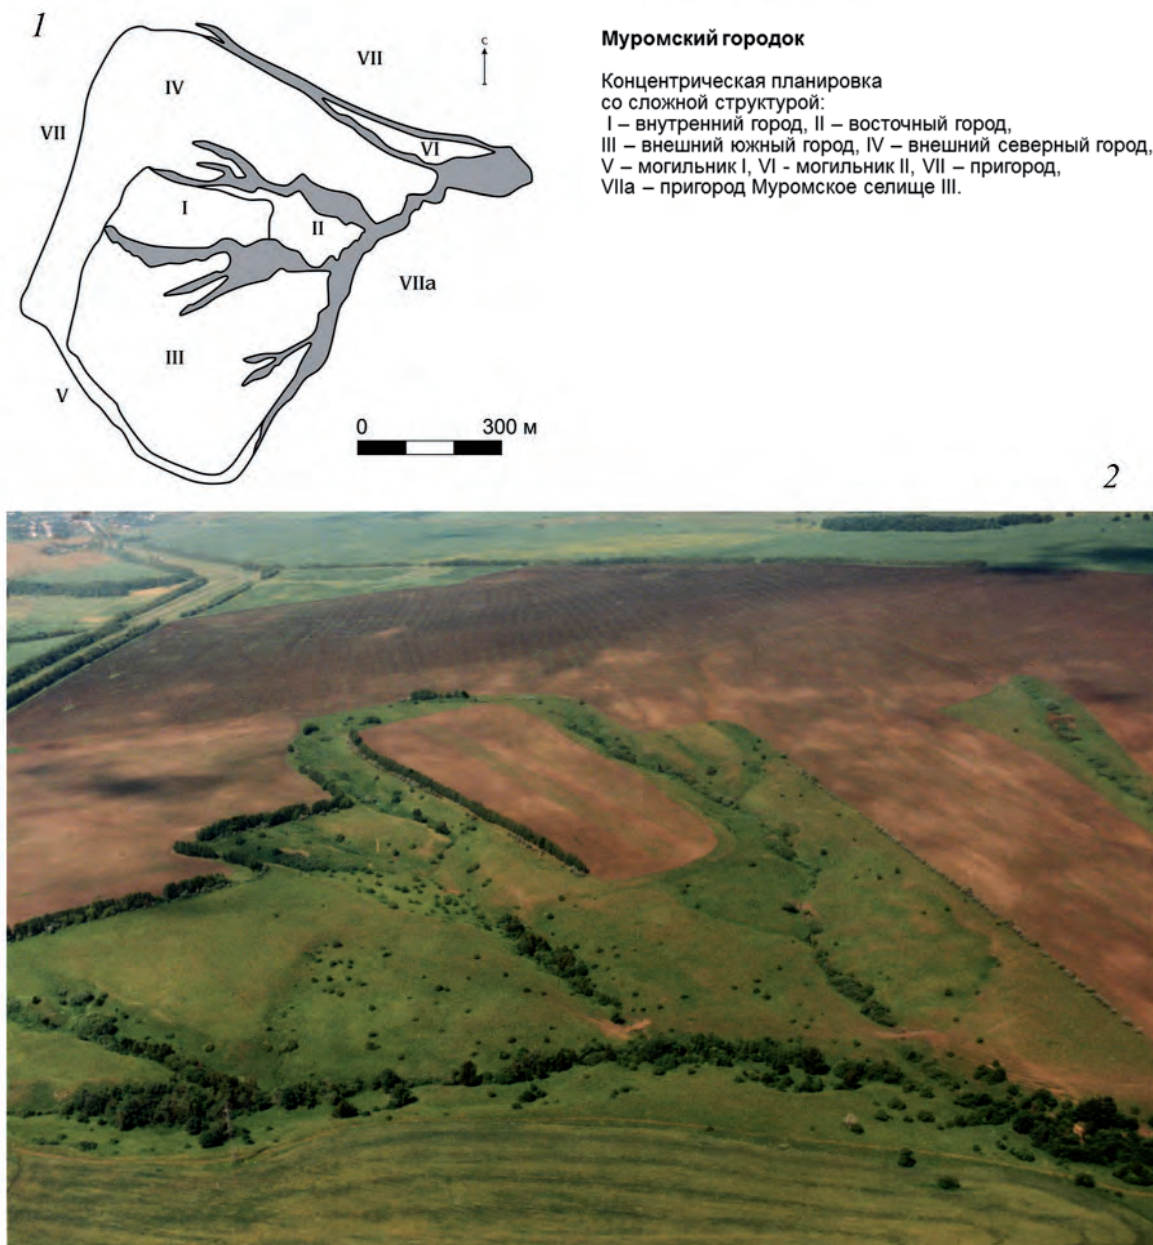 1
Муромский городок
Концентрическая планировка
со сложной структурой:
I – внутренний город, II – восточный город,
III – внешний южный город, IV – внешний северный город,
V – могильник I, VI - могильник II, VII – пригород,
VIIа – пригород Муромское селище III.
с
VII
IV
VII
VI
I
II
VIIa
III
V
0 300 м
2